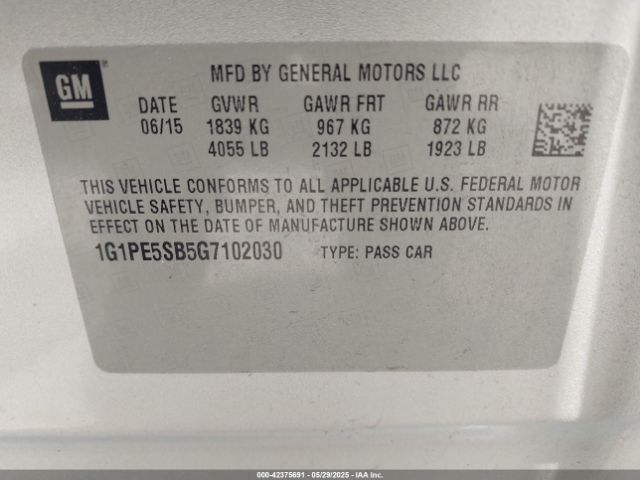 GM
MFD BY GENERAL MOTORS LLC
DATE GVWR GAWR FRT GAWR RR
06/15 1839 KG 967 KG 872 KG
4055 LB 2132 LB 1923 LB
THIS VEHICLE CONFORMS TO ALL APPLICABLE U.S. FEDERAL MOTOR
VEHICLE SAFETY, BUMPER, AND THEFT PREVENTION STANDARDS IN
EFFECT ON THE DATE OF MANUFACTURE SHOWN ABOVE.
1G1PE5SB5G7102030 TYPE: PASS CAR
000-42375691 - 05/29/2025 - IAAI.COM